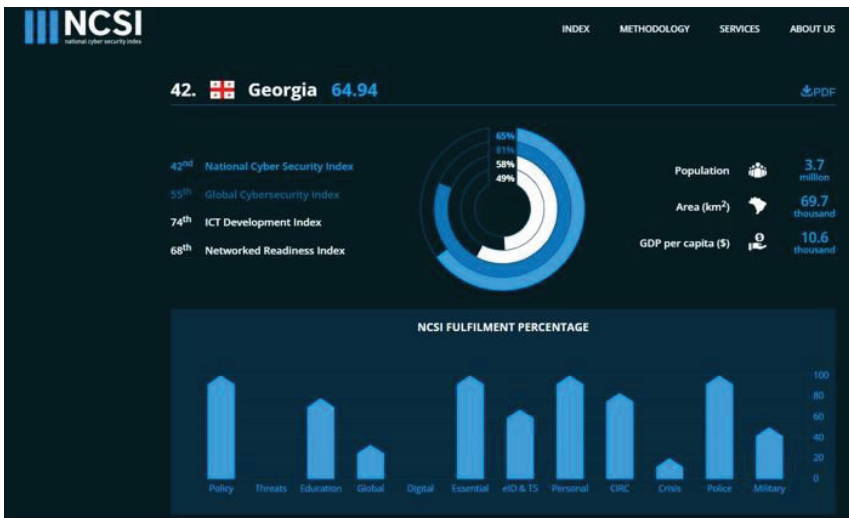 NCSI
national cyber security index
INDEX METHODOLOGY SERVICES ABOUT US
42. Georgia 64.94
PDF
65%
81%
58%
49%
42nd National Cyber Security Index
55th Global Cybersecurity Index
74th ICT Development Index
68th Networked Readiness Index
Population 3.7 million
Area (km²) 69.7 thousand
GDP per capita ($) 10.6 thousand
NCSI FULFILMENT PERCENTAGE
100
80
60
40
20
0
Policy Threats Education Global Digital Essential eID & TS Personal CIRC Crisis Police Military